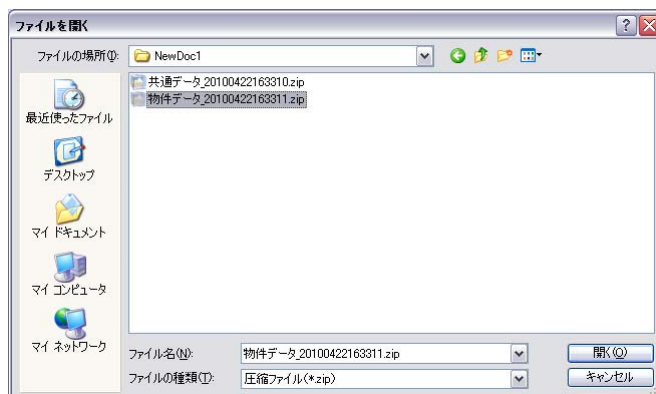 ファイルを開く
ファイルの場所(I):
NewDoc1
共通データ_20100422163310.zip
物件データ_20100422163311.zip
最近使ったファイル
デスクトップ
マイ ドキュメント
マイ コンピュータ
マイ ネットワーク
ファイル名(N):
物件データ_20100422163311.zip
開く(O)
ファイルの種類(T):
圧縮ファイル(*.zip)
キャンセル